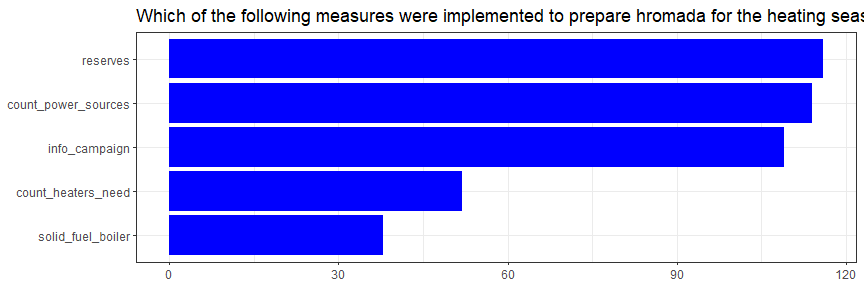 Which of the following measures were implemented to prepare hromada for the heating seas
reserves
count_power_sources
info_campaign
count_heaters_need
solid_fuel_boiler
0 30 60 90 120